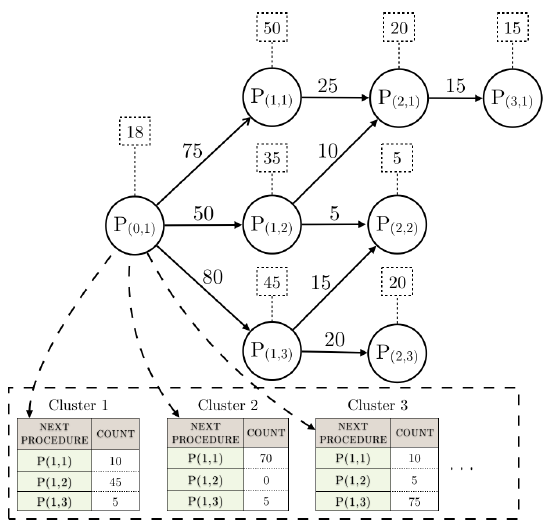 50
20
15
P(1,1)
25
P(2,1)
15
P(3,1)
18
75
10
35
5
P(0,1)
50
P(1,2)
5
P(2,2)
80
45
15
20
P(1,3)
20
P(2,3)
Cluster 1
NEXT
PROCEDURE
COUNT
P(1,1) 10
P(1,2) 45
P(1,3) 5
Cluster 2
NEXT
PROCEDURE
COUNT
P(1,1) 70
P(1,2) 0
P(1,3) 5
Cluster 3
NEXT
PROCEDURE
COUNT
P(1,1) 10
P(1,2) 5
P(1,3) 75
. . .